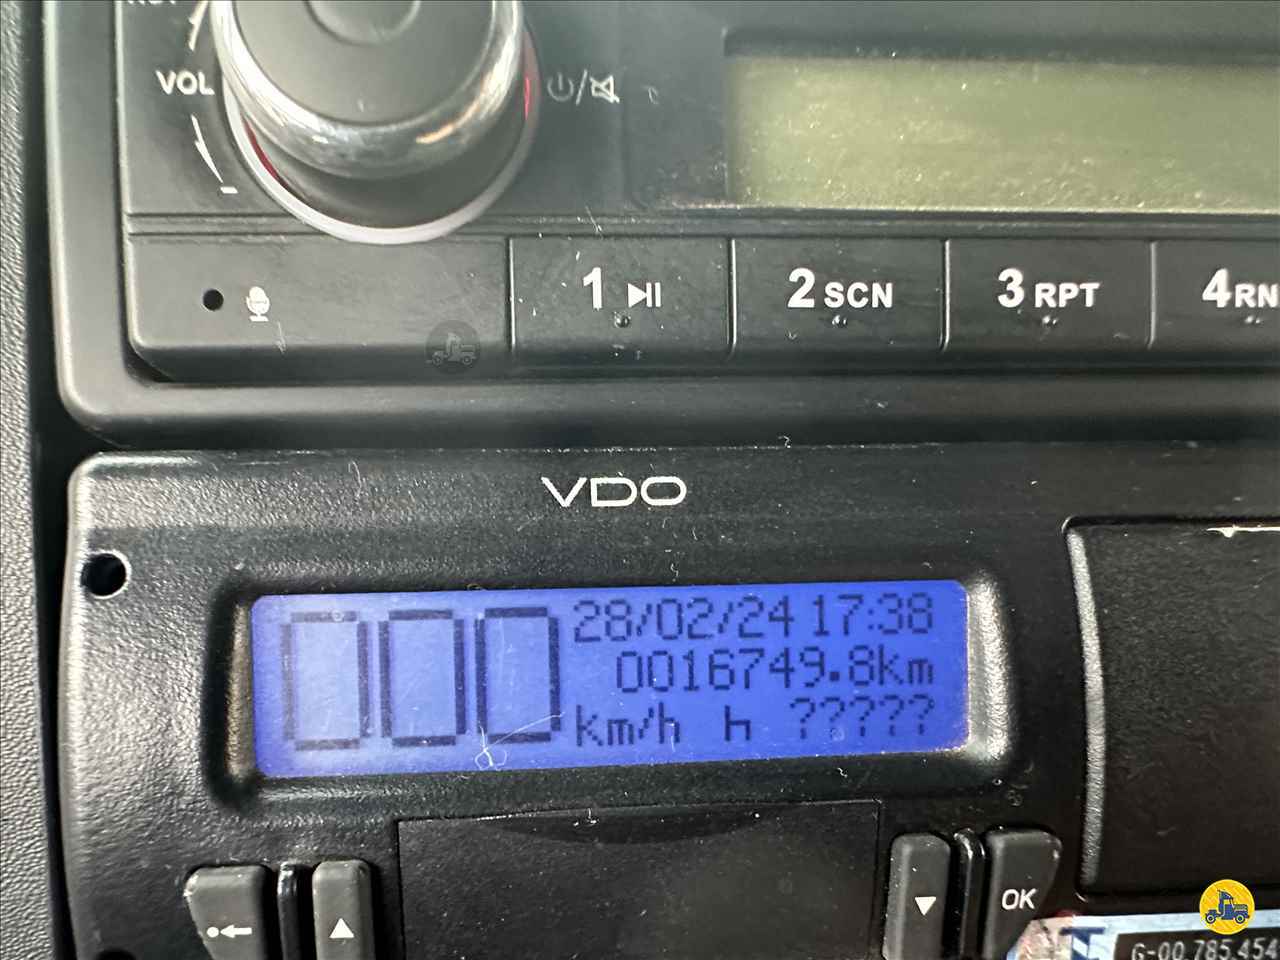 VOL
-
1 2 SCN 3 RPT 4 RN
VDO
28/02/24 17:38
000 0016749.8km
km/h h ?????
OK
G-00.785.454